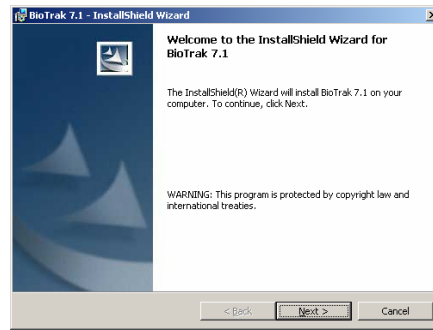 BioTrak 7.1 - InstallShield Wizard
Welcome to the InstallShield Wizard for
BioTrak 7.1
The InstallShield(R) Wizard will install BioTrak 7.1 on your
computer. To continue, click Next.
WARNING: This program is protected by copyright law and
international treaties.
< Back
Next >
Cancel